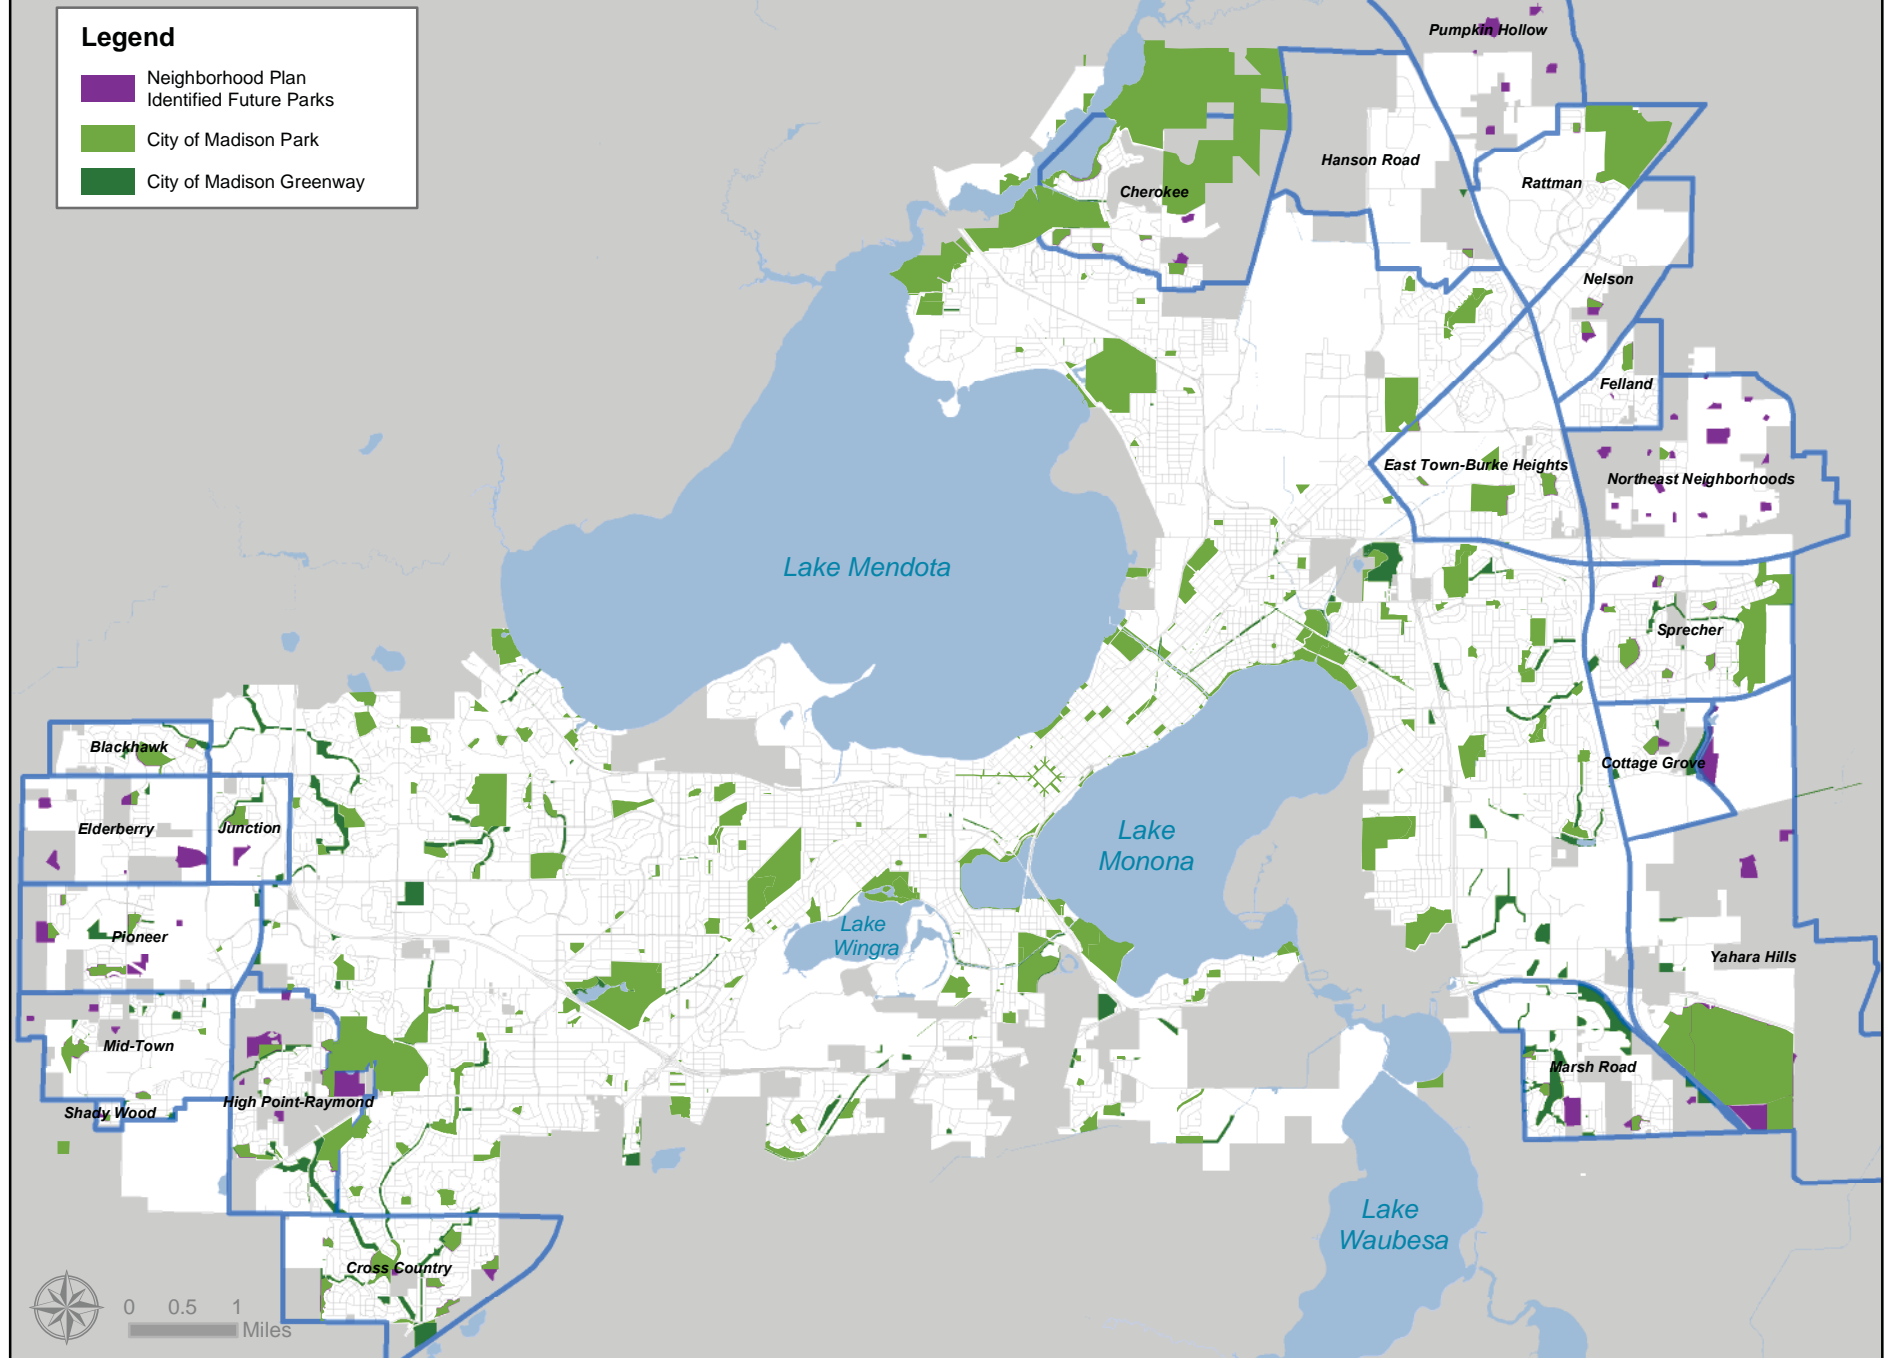 Legend
Neighborhood Plan
Identified Future Parks
City of Madison Park
City of Madison Greenway
Pumpkin Hollow
Hanson Road
Rattman
Cherokee
Nelson
Felland
East Town-Burke Heights
Northeast Neighborhoods
Lake Mendota
Sprecher
Blackhawk
Cottage Grove
Elderberry
Junction
Lake
Monona
Lake
Wingra
Pioneer
Yahara Hills
Mid-Town
Marsh Road
High Point-Raymond
Shady Wood
Lake
Waubesa
Cross Country
0 0.5 1
Miles